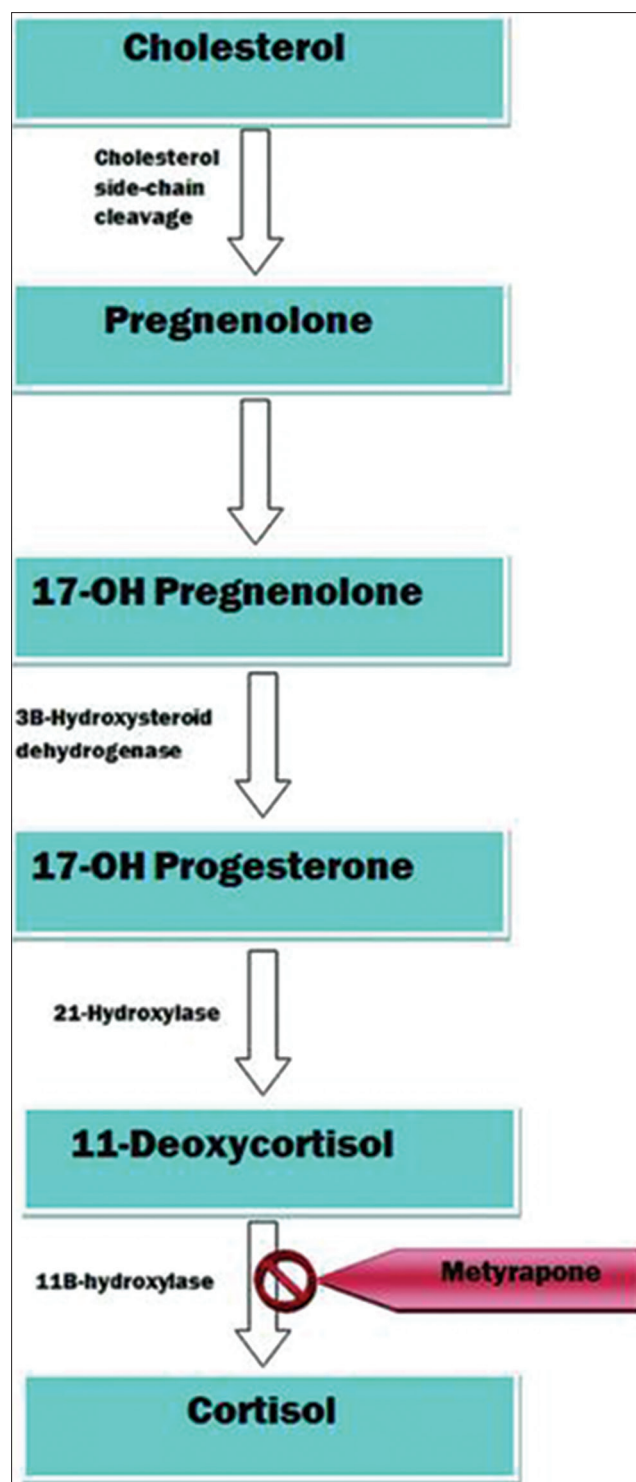 Cholesterol
Cholesterol
side-chain
cleavage
Pregnenolone
17-OH Pregnenolone
3B-Hydroxysteroid
dehydrogenase
17-OH Progesterone
21-Hydroxylase
11-Deoxycortisol
11B-hydroxylase
Metyrapone
Cortisol